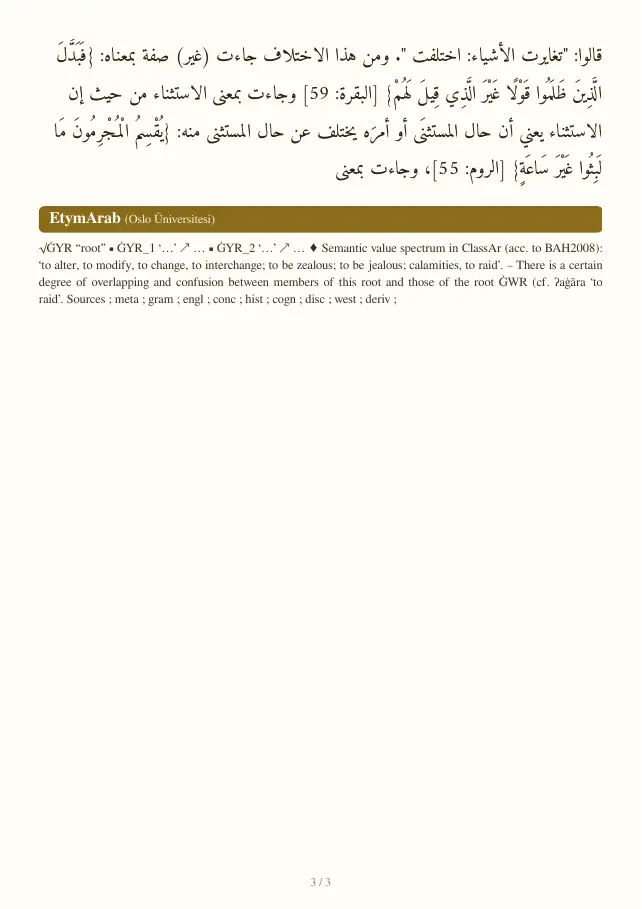 قالوا: "تغايرت الأشياء: اختلفت ". ومن هذا الاختلاف جاءت (غير) صفة بمعناه: {فَبَدَّلَ
الَّذِينَ ظَلَمُوا قَوْلًا غَيْرَ الَّذِي قِيلَ لَهُمْ} [البقرة: 59] وجاءت بمعنى الاستثناء من حيث إن
الاستثناء يعني أن حال المستثنَى أو أمرَه يختلف عن حال المستثنى منه: {يُقْسِمُ الْمُجْرِمُونَ مَا
لَبِثُوا غَيْرَ سَاعَةٍ} [الروم: 55]، وجاءت بمعنى
EtymArab (Oslo Üniversitesi)
√ĠYR “root” ▪ ĠYR_1 ‘…’ ↗ … ▪ ĠYR_2 ‘…’ ↗ … ♦ Semantic value spectrum in ClassAr (acc. to BAH2008):
‘to alter, to modify, to change, to interchange; to be zealous; to be jealous; calamities, to raid’. – There is a certain
degree of overlapping and confusion between members of this root and those of the root ĠWR (cf. ʔaġāra ‘to
raid’. Sources ; meta ; gram ; engl ; conc ; hist ; cogn ; disc ; west ; deriv ;
3 / 3